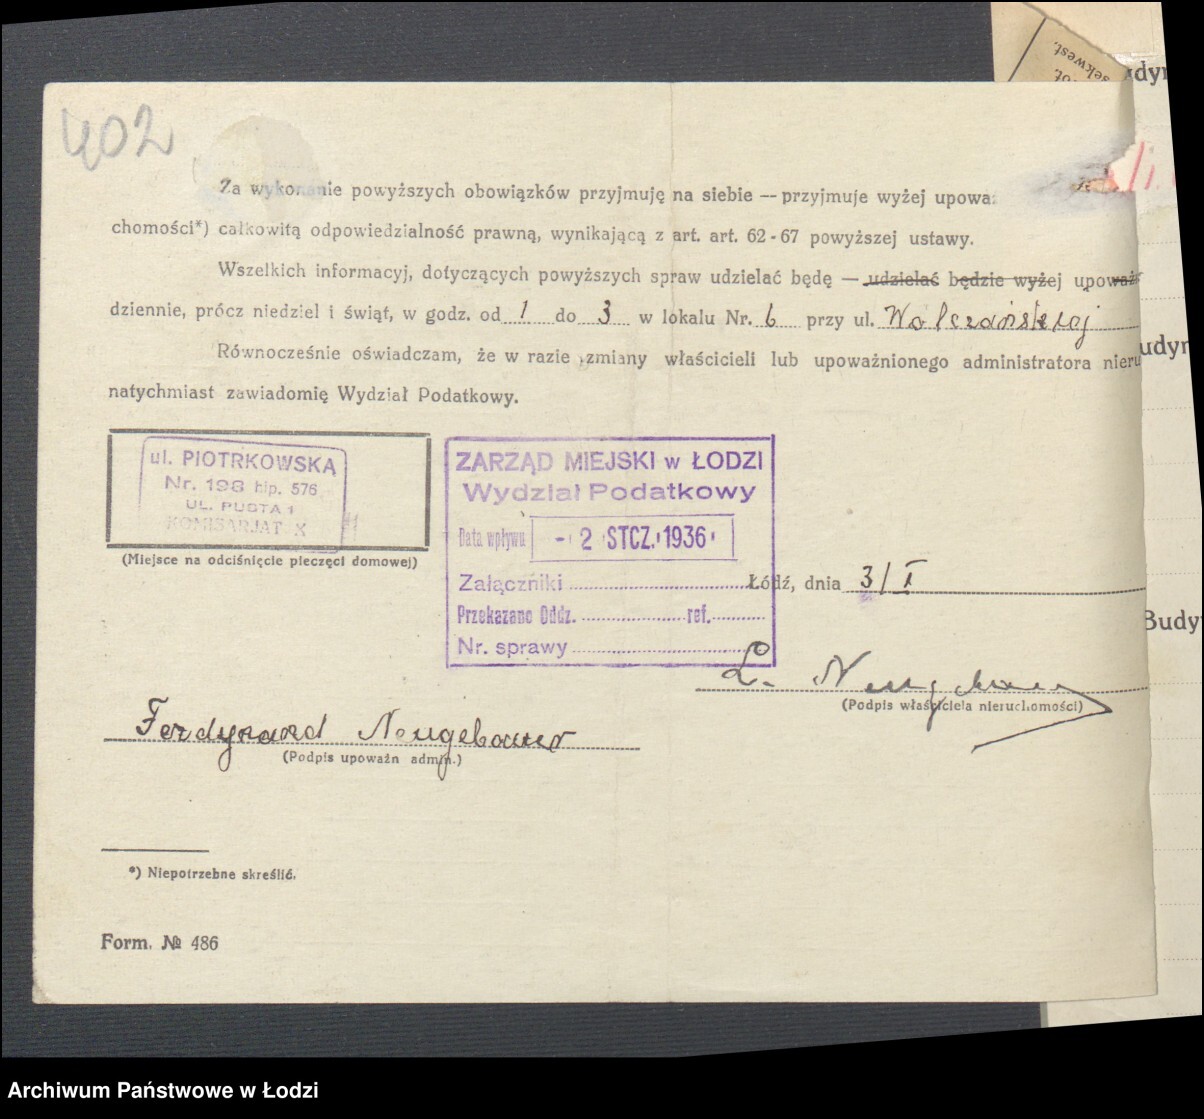 402
sekwest.
Za wykonanie powyższych obowiązków przyjmuję na siebie — przyjmuje wyżej upowa
chomości*) całkowitą odpowiedzialność prawną, wynikającą z art. art. 62-67 powyższej ustawy.
Wszelkich informacyj, dotyczących powyższych spraw udzielać będę — udzielać będzie wyżej upoważ
dziennie, prócz niedziel i świąt, w godz. od 1 do 3 w lokalu Nr. 6 przy ul. Wólczańskiej
Równocześnie oświadczam, że w razie zmiany właścicieli lub upoważnionego administratora nieru
natychmiast zawiadomię Wydział Podatkowy.
ul. PIOTRKOWSKA
Nr. 198 hip. 576
UL. PUSTA 1
KOMISARJAT X
(Miejsce na odciśnięcie pieczęci domowej)
ZARZĄD MIEJSKI w ŁODZI
Wydział Podatkowy
Data wpływu - 2 STCZ. 1936
Załączniki
Przekazano Oddz. ref.
Nr. sprawy
Łódź, dnia 3/I
(Podpis właściciela nieruchomości)
Ferdynand Neugebauer
(Podpis upoważn admin.)
*) Niepotrzebne skreślić.
Form. № 486
Budy
Archiwum Państwowe w Łodzi